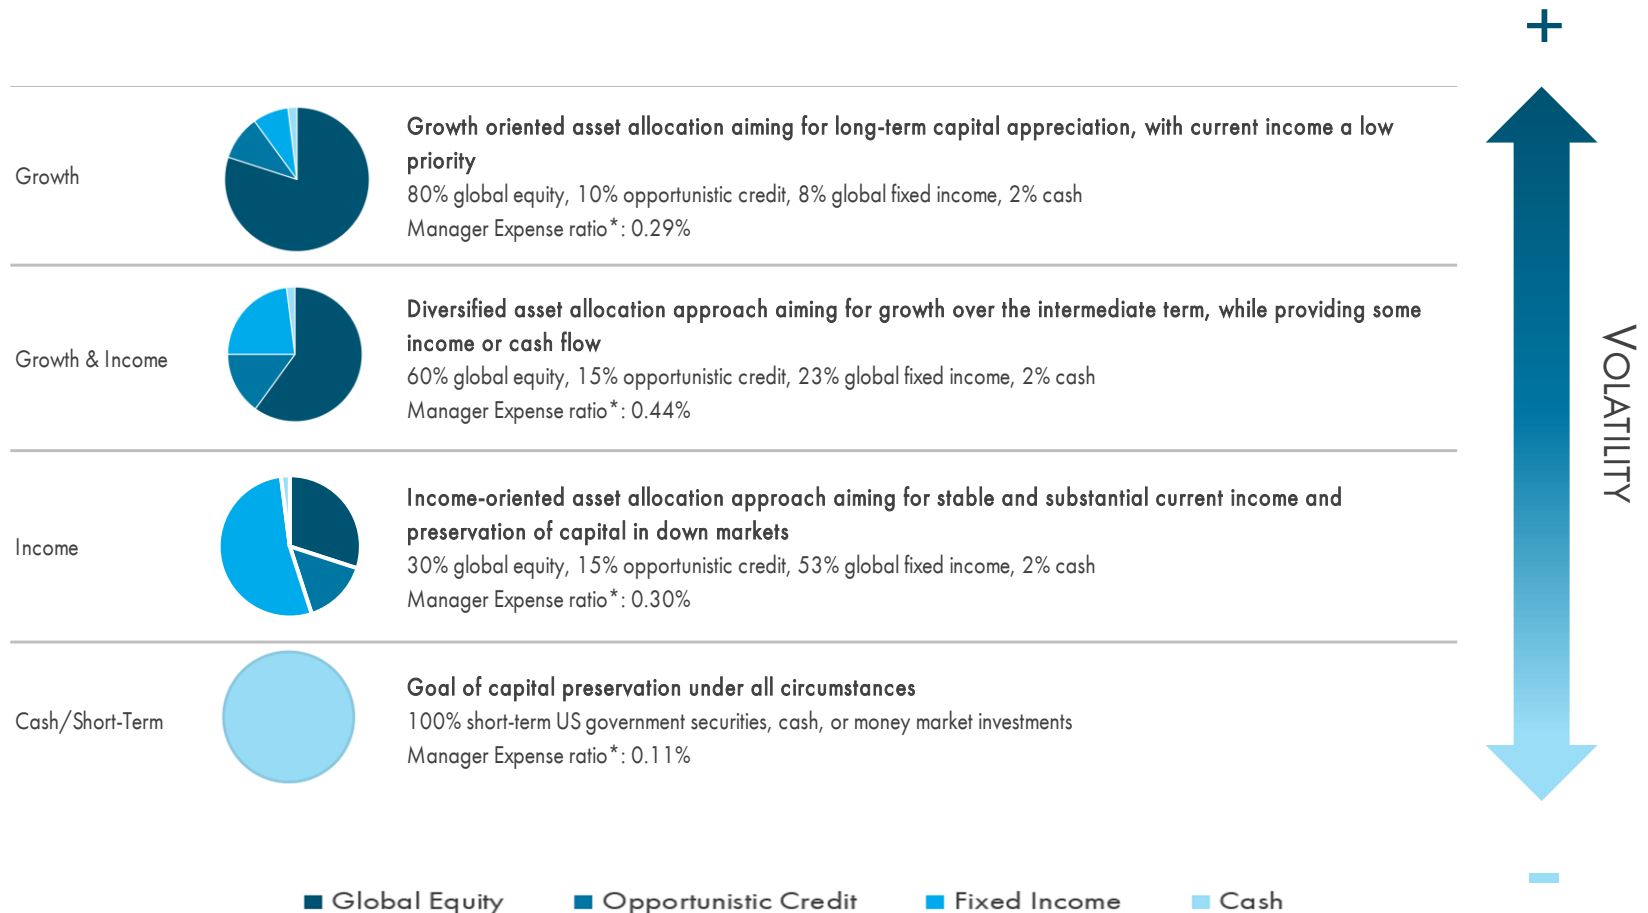 +
Growth
Growth oriented asset allocation aiming for long-term capital appreciation, with current income a low
priority
80% global equity, 10% opportunistic credit, 8% global fixed income, 2% cash
Manager Expense ratio*: 0.29%
Growth & Income
Diversified asset allocation approach aiming for growth over the intermediate term, while providing some
income or cash flow
60% global equity, 15% opportunistic credit, 23% global fixed income, 2% cash
Manager Expense ratio*: 0.44%
Income
Income-oriented asset allocation approach aiming for stable and substantial current income and
preservation of capital in down markets
30% global equity, 15% opportunistic credit, 53% global fixed income, 2% cash
Manager Expense ratio*: 0.30%
Cash/Short-Term
Goal of capital preservation under all circumstances
100% short-term US government securities, cash, or money market investments
Manager Expense ratio*: 0.11%
VOLATILITY
-
Global Equity
Opportunistic Credit
Fixed Income
Cash